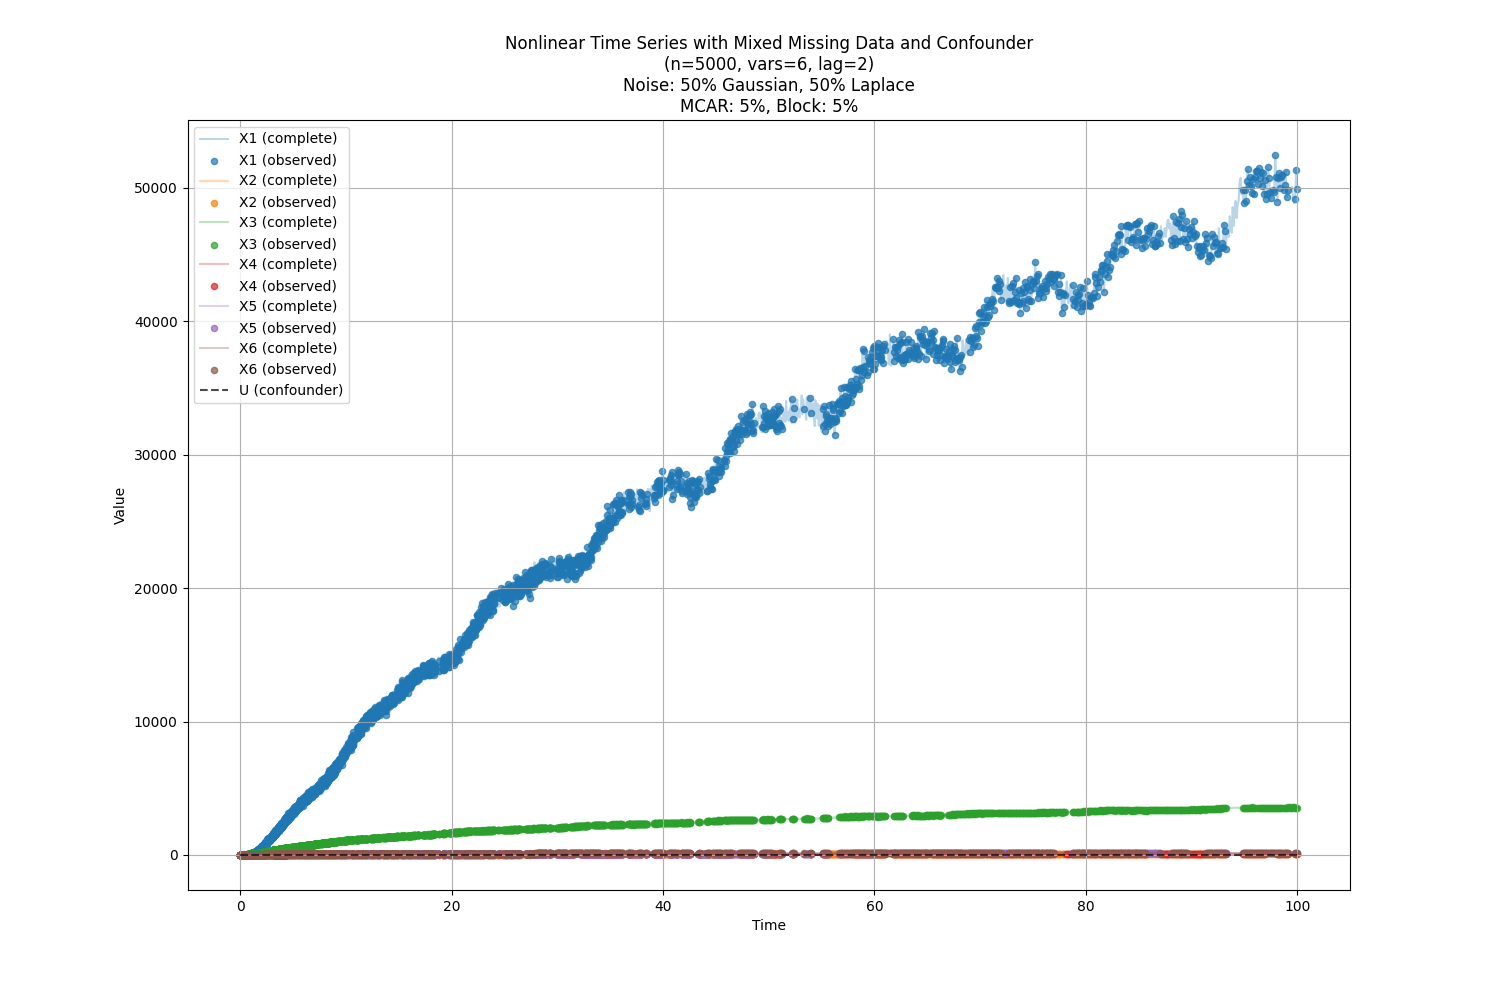 Nonlinear Time Series with Mixed Missing Data and Confounder
(n=5000, vars=6, lag=2)
Noise: 50% Gaussian, 50% Laplace
MCAR: 5%, Block: 5%
X1 (complete)
X1 (observed)
X2 (complete)
X2 (observed)
X3 (complete)
X3 (observed)
X4 (complete)
X4 (observed)
X5 (complete)
X5 (observed)
X6 (complete)
X6 (observed)
U (confounder)
50000
40000
30000
20000
10000
0
Value
0 20 40 60 80 100
Time